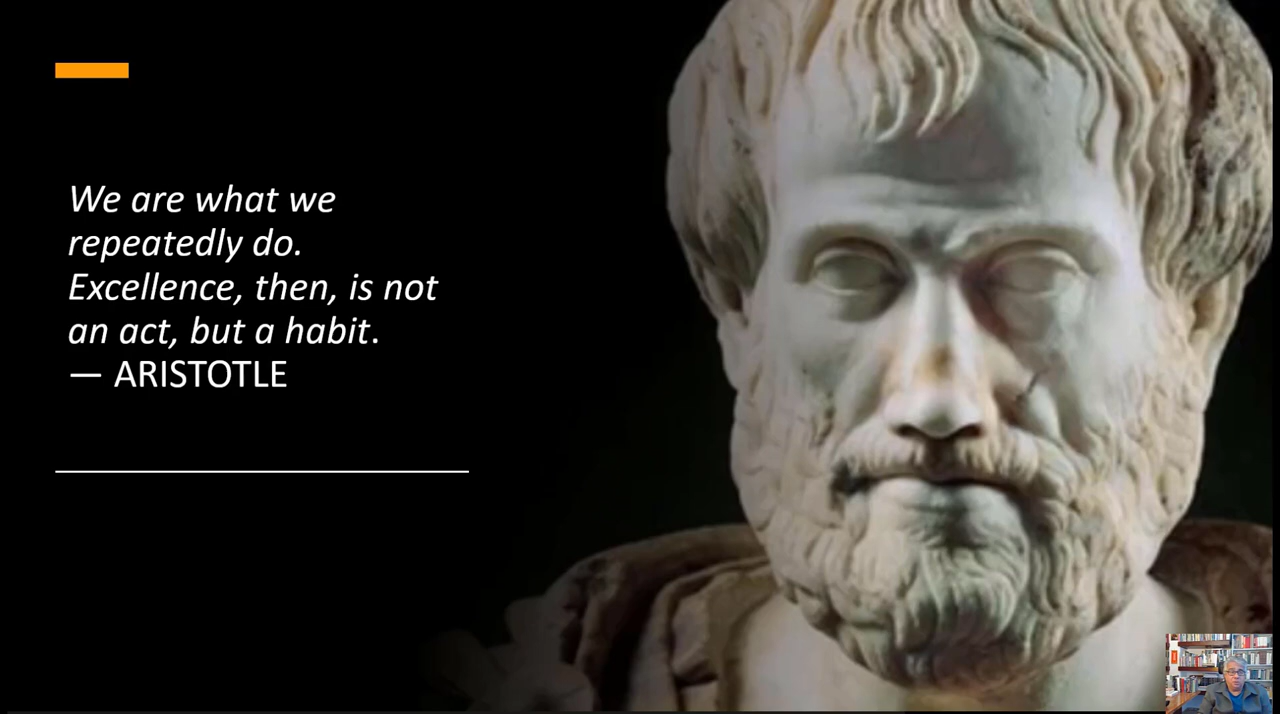 We are what we
repeatedly do.
Excellence, then, is not
an act, but a habit.
— ARISTOTLE